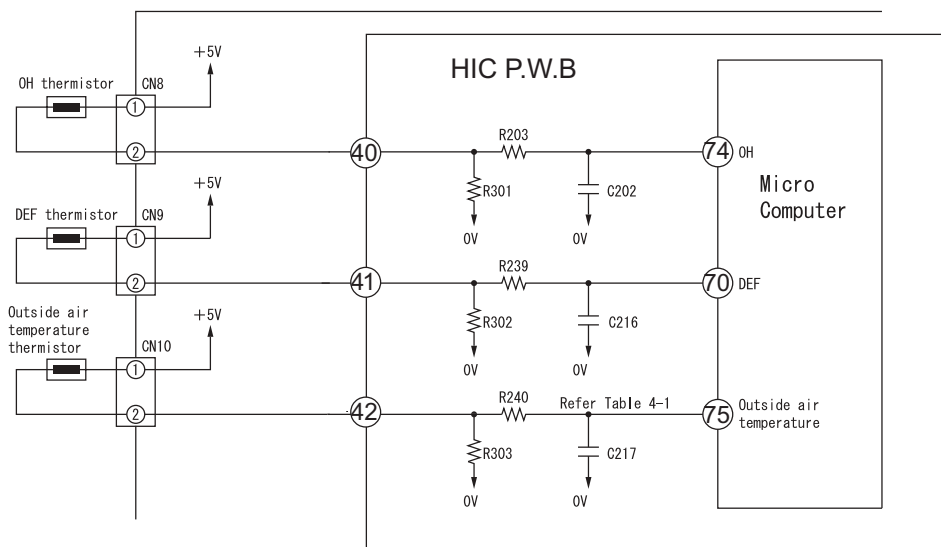 HIC P.W.B
+5V
OH thermistor
CN8
1
2
40
R203
74
OH
R301
C202
0V
0V
Micro
Computer
+5V
DEF thermistor
CN9
1
2
41
R239
70
DEF
R302
C216
0V
0V
Outside air
temperature
thermistor
+5V
CN10
1
2
42
R240
Refer Table 4-1
75
Outside air
temperature
R303
C217
0V
0V